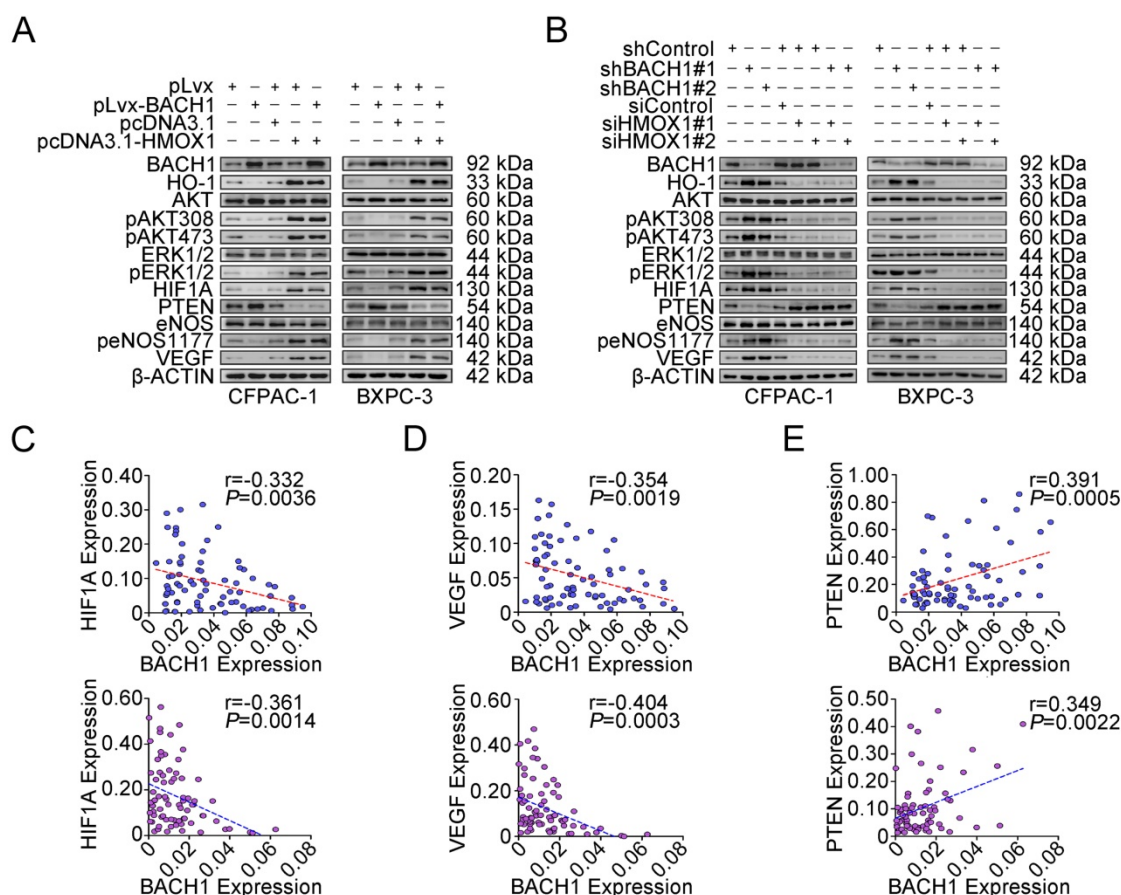 A
pLvx + − + + − + − + + −
pLvx-BACH1 − + − − + − + − − +
pcDNA3.1 − − + − − − − + − −
pcDNA3.1-HMOX1 − − − + + − − − + +
BACH1 92 kDa
HO-1 33 kDa
AKT 60 kDa
pAKT308 60 kDa
pAKT473 60 kDa
ERK1/2 44 kDa
pERK1/2 44 kDa
HIF1A 130 kDa
PTEN 54 kDa
eNOS 140 kDa
peNOS1177 140 kDa
VEGF 42 kDa
β-ACTIN 42 kDa
CFPAC-1 BXPC-3
B
shControl + − − + + + − − + − − + + + − −
shBACH1#1 − + − − − − + + − + − − − − + +
shBACH1#2 − − + − − − − − − − + − − − − −
siControl − − − + − − − − − − − + − − − −
siHMOX1#1 − − − − + − + − − − − − + − + −
siHMOX1#2 − − − − − + − + − − − − − + − +
BACH1 92 kDa
HO-1 33 kDa
AKT 60 kDa
pAKT308 60 kDa
pAKT473 60 kDa
ERK1/2 44 kDa
pERK1/2 44 kDa
HIF1A 130 kDa
PTEN 54 kDa
eNOS 140 kDa
peNOS1177 140 kDa
VEGF 42 kDa
β-ACTIN 42 kDa
CFPAC-1 BXPC-3
C
HIF1A Expression
0.40
0.30
0.20
0.10
0
r=-0.332
P=0.0036
0 0.02 0.04 0.06 0.08 0.10
BACH1 Expression
HIF1A Expression
0.60
0.40
0.20
0
r=-0.361
P=0.0014
0 0.02 0.04 0.06 0.08
BACH1 Expression
D
VEGF Expression
0.20
0.15
0.10
0.05
0
r=-0.354
P=0.0019
0 0.02 0.04 0.06 0.08 0.10
BACH1 Expression
VEGF Expression
0.60
0.40
0.20
0
r=-0.404
P=0.0003
0 0.02 0.04 0.06 0.08
BACH1 Expression
E
PTEN Expression
1.00
0.80
0.60
0.40
0.20
0
r=0.391
P=0.0005
0 0.02 0.04 0.06 0.08 0.10
BACH1 Expression
PTEN Expression
0.50
0.40
0.30
0.20
0.10
0
r=0.349
P=0.0022
0 0.02 0.04 0.06 0.08
BACH1 Expression